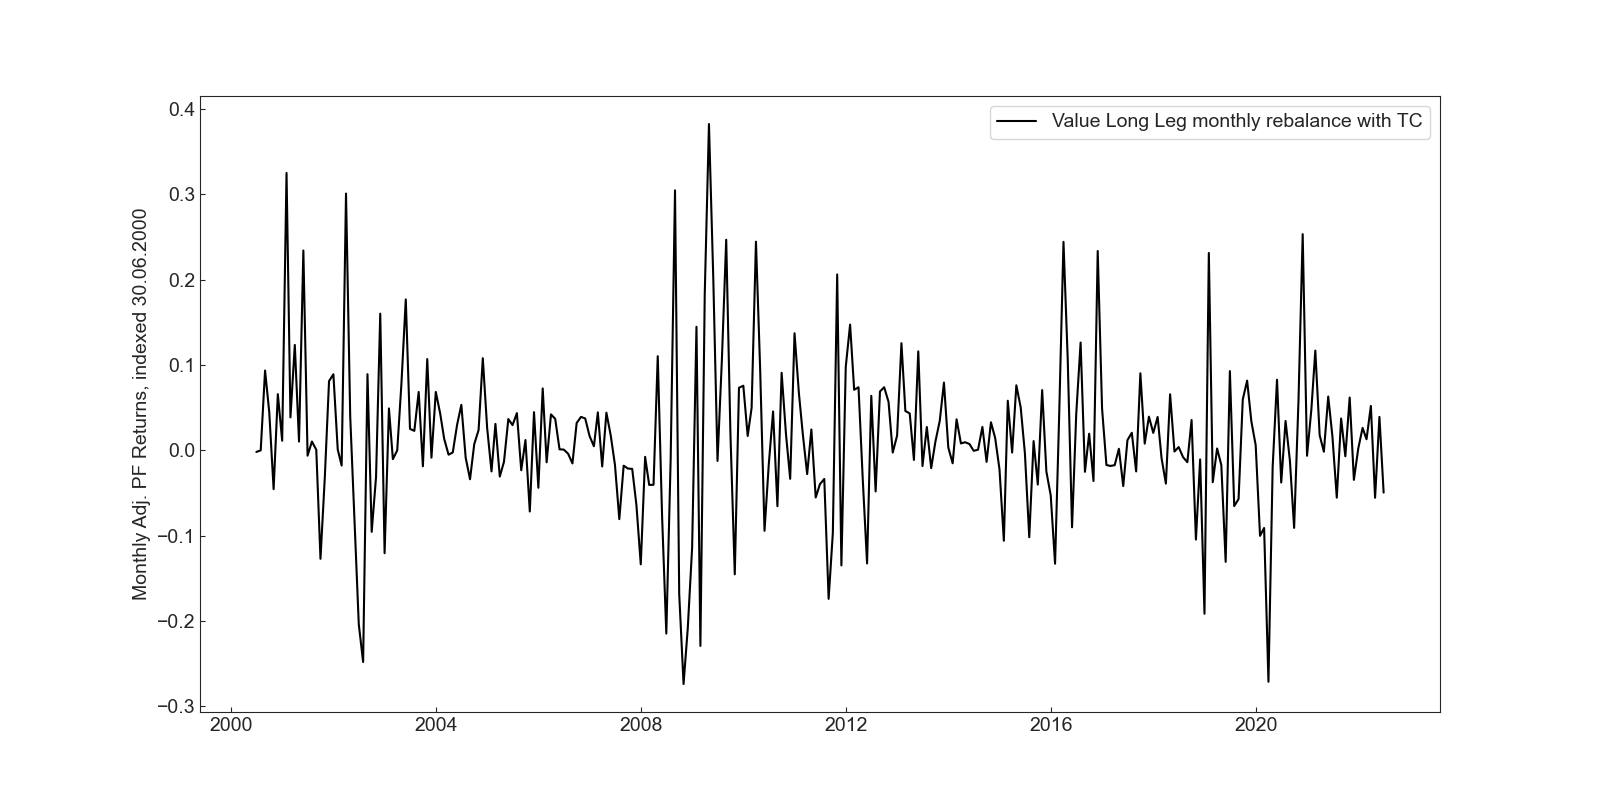 Monthly Adj. PF Returns, indexed 30.06.2000
0.4
0.3
0.2
0.1
0.0
−0.1
−0.2
−0.3
Value Long Leg monthly rebalance with TC
2000 2004 2008 2012 2016 2020